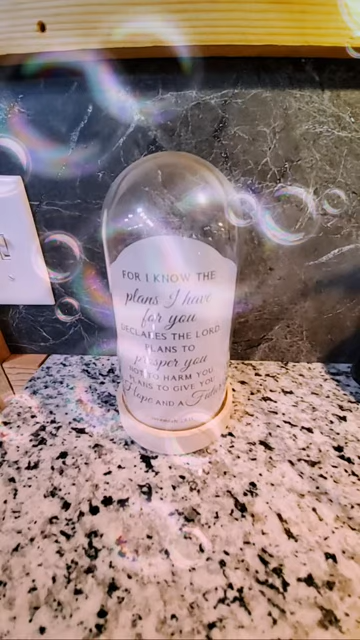 FOR I KNOW THE
plans I have
for you
DECLARES THE LORD
PLANS TO
prosper you
NOT TO HARM YOU
PLANS TO GIVE YOU
Hope AND A Future